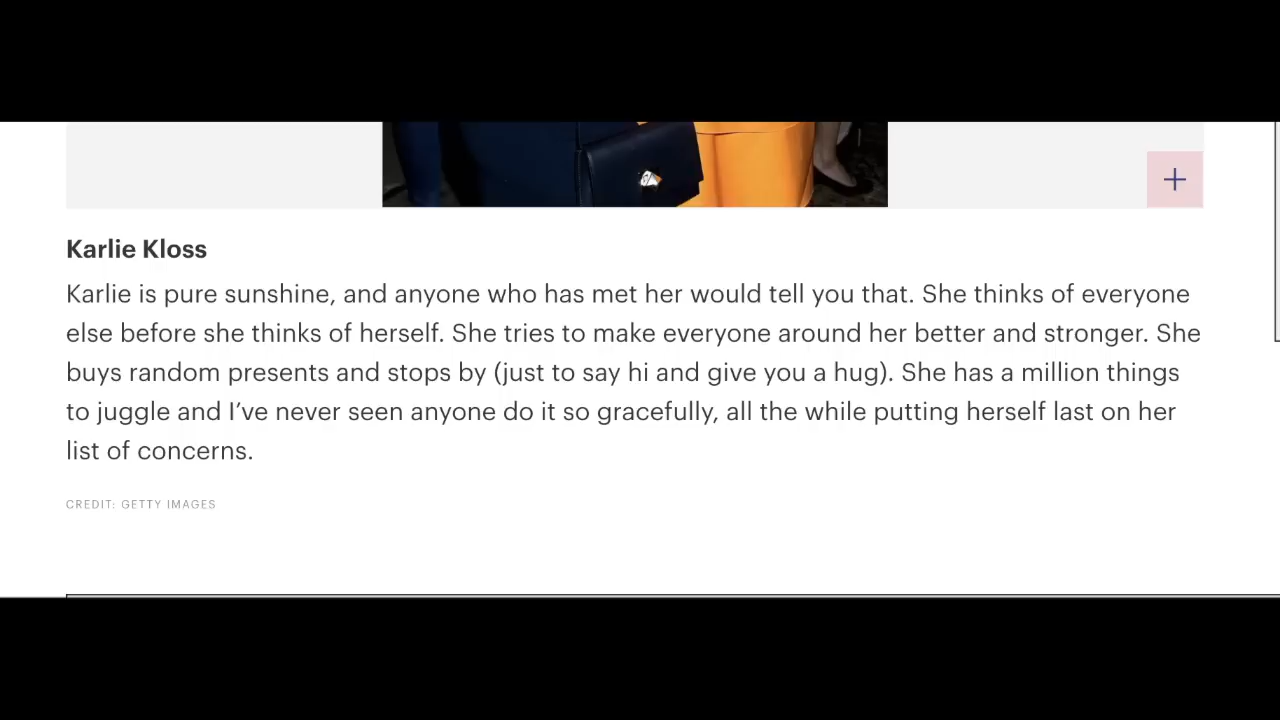 Karlie Kloss
Karlie is pure sunshine, and anyone who has met her would tell you that. She thinks of everyone
else before she thinks of herself. She tries to make everyone around her better and stronger. She
buys random presents and stops by (just to say hi and give you a hug). She has a million things
to juggle and I’ve never seen anyone do it so gracefully, all the while putting herself last on her
list of concerns.
CREDIT: GETTY IMAGES